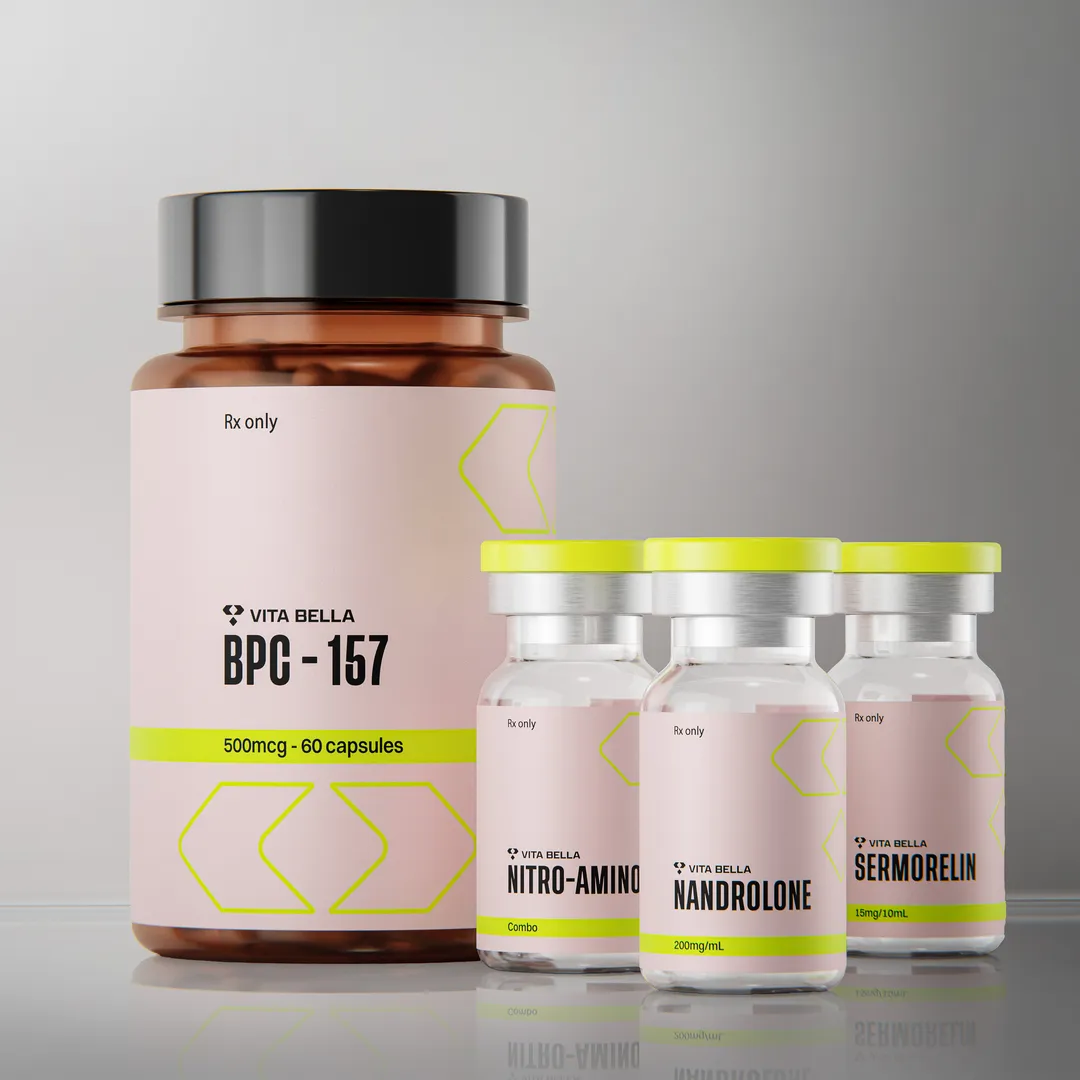 Rx only
VITA BELLA
BPC - 157
500mcg - 60 capsules
Rx only
VITA BELLA
NITRO-AMINO
Combo
Rx only
VITA BELLA
NANDROLONE
200mg/mL
Rx only
VITA BELLA
SERMORELIN
15mg/10mL